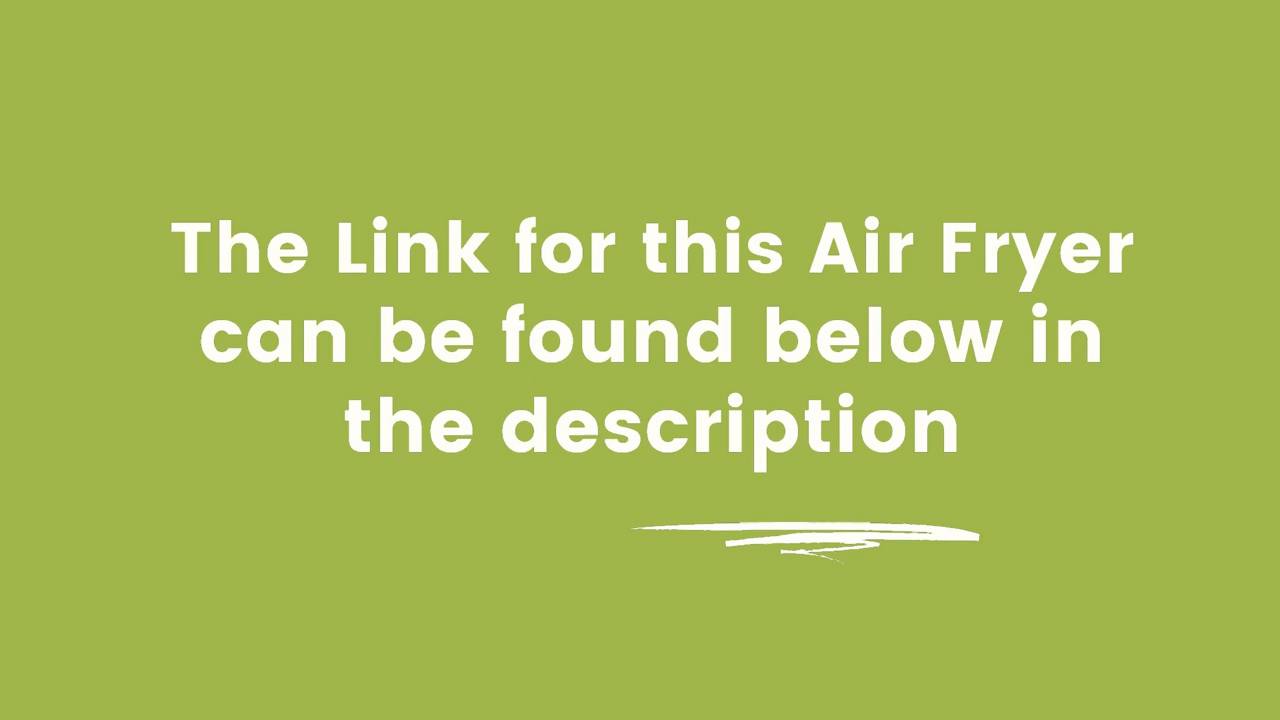 The Link for this Air Fryer
can be found below in
the description